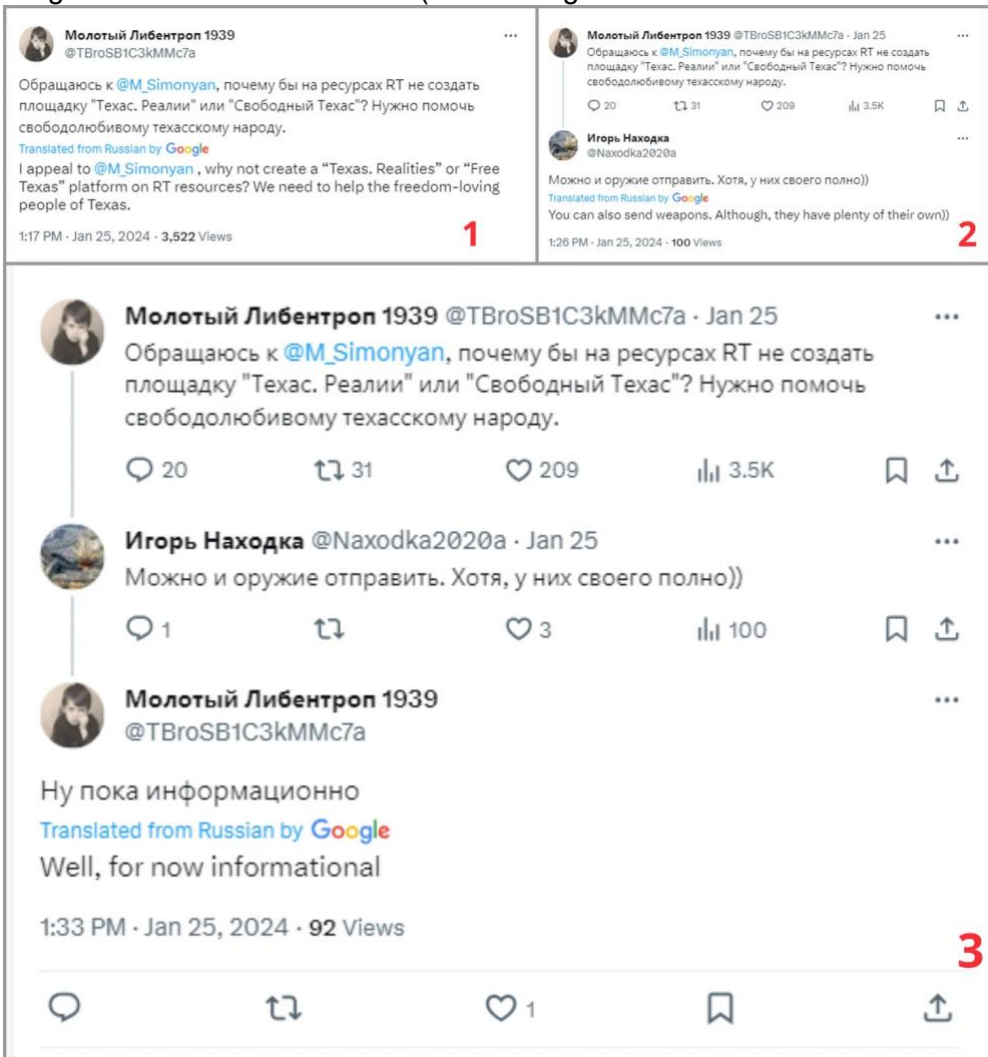 Молотый Либентроп 1939
@TBroSB1C3kMMc7a
Обращаюсь к @M_Simonyan, почему бы на ресурсах RT не создать
площадку "Техас. Реалии" или "Свободный Техас"? Нужно помочь
свободолюбивому техасскому народу.
Translated from Russian by Google
I appeal to @M_Simonyan , why not create a “Texas. Realities” or “Free
Texas” platform on RT resources? We need to help the freedom-loving
people of Texas.
1:17 PM · Jan 25, 2024 · 3,522 Views
1
Молотый Либентроп 1939 @TBroSB1C3kMMc7a · Jan 25
Обращаюсь к @M_Simonyan, почему бы на ресурсах RT не создать
площадку "Техас. Реалии" или "Свободный Техас"? Нужно помочь
свободолюбивому техасскому народу.
20 31 209 3.5K
Игорь Находка
@Naxodka2020a
Можно и оружие отправить. Хотя, у них своего полно))
Translated from Russian by Google
You can also send weapons. Although, they have plenty of their own))
1:26 PM · Jan 25, 2024 · 100 Views
2
Молотый Либентроп 1939 @TBroSB1C3kMMc7a · Jan 25
Обращаюсь к @M_Simonyan, почему бы на ресурсах RT не создать
площадку "Техас. Реалии" или "Свободный Техас"? Нужно помочь
свободолюбивому техасскому народу.
20 31 209 3.5K
Игорь Находка @Naxodka2020a · Jan 25
Можно и оружие отправить. Хотя, у них своего полно))
1 3 100
Молотый Либентроп 1939
@TBroSB1C3kMMc7a
Ну пока информационно
Translated from Russian by Google
Well, for now informational
1:33 PM · Jan 25, 2024 · 92 Views
3
1